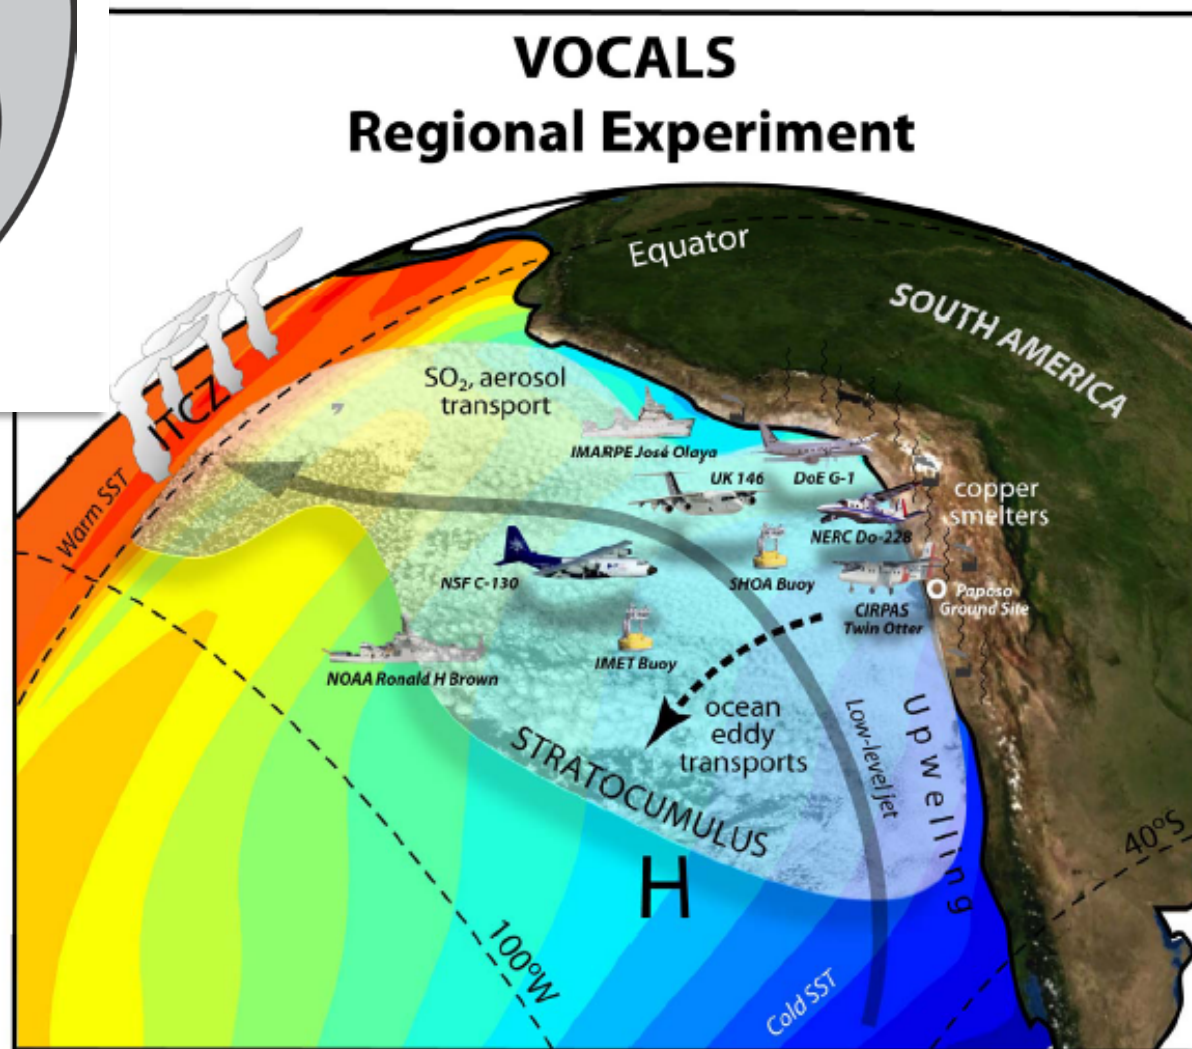 VOCALS
Regional Experiment
Equator
SOUTH AMERICA
ITCZ
SO₂, aerosol
transport
Warm SST
IMARPE José Olaya
UK 146
DoE G-1
copper
smelters
NERC Do-228
NSF C-130
SHOA Buoy
CIRPAS
Twin Otter
Paposo
Ground Site
IMET Buoy
NOAA Ronald H Brown
ocean
eddy
transports
Low-level jet
Upwelling
STRATOCUMULUS
H
40°S
100°W
Cold SST